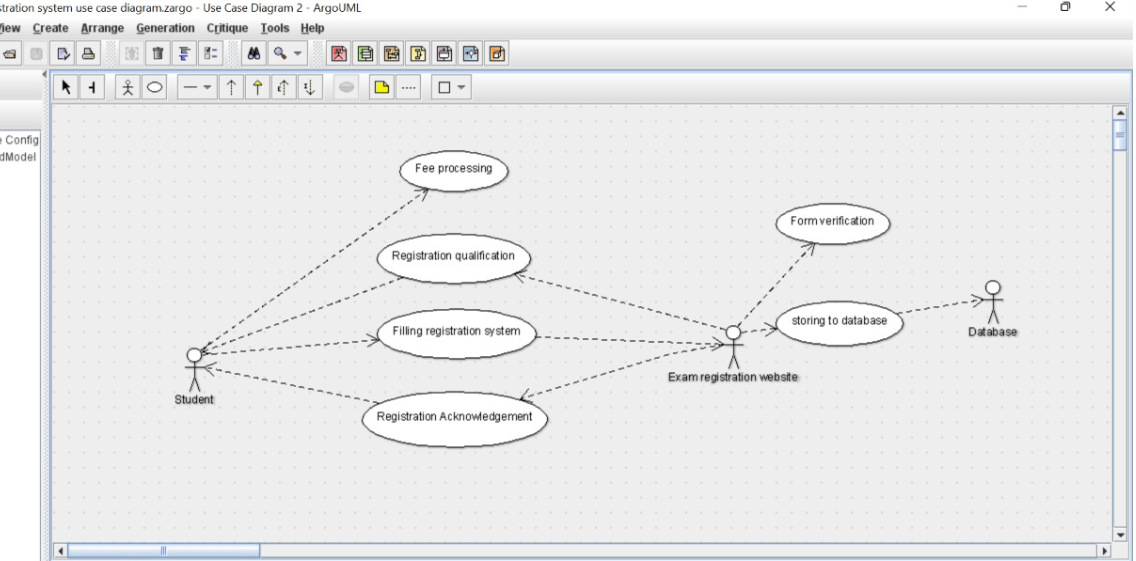 stration system use case diagram.zargo - Use Case Diagram 2 - ArgoUML
View Create Arrange Generation Critique Tools Help
e Config
dModel
Fee processing
Form verification
Registration qualification
storing to database
Filling registration system
Database
Exam registration website
Student
Registration Acknowledgement